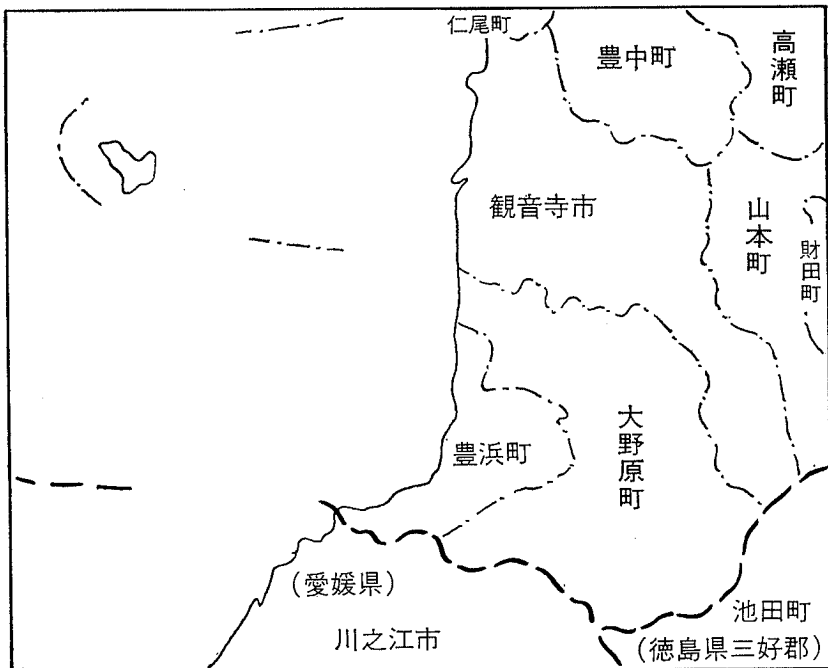 仁尾町
豊中町
高瀬町
観音寺市
山本町
財田町
豊浜町
大野原町
(愛媛県)
川之江市
池田町
(徳島県三好郡)